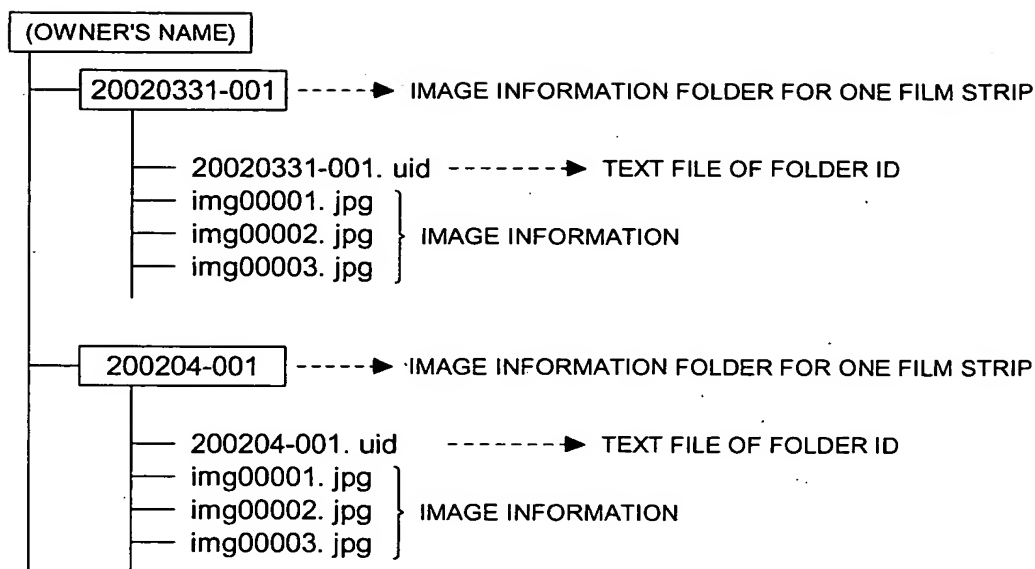 (OWNER'S NAME)
20020331-001 IMAGE INFORMATION FOLDER FOR ONE FILM STRIP
20020331-001. uid TEXT FILE OF FOLDER ID
img00001. jpg
img00002. jpg IMAGE INFORMATION
img00003. jpg
200204-001 IMAGE INFORMATION FOLDER FOR ONE FILM STRIP
200204-001. uid TEXT FILE OF FOLDER ID
img00001. jpg
img00002. jpg IMAGE INFORMATION
img00003. jpg